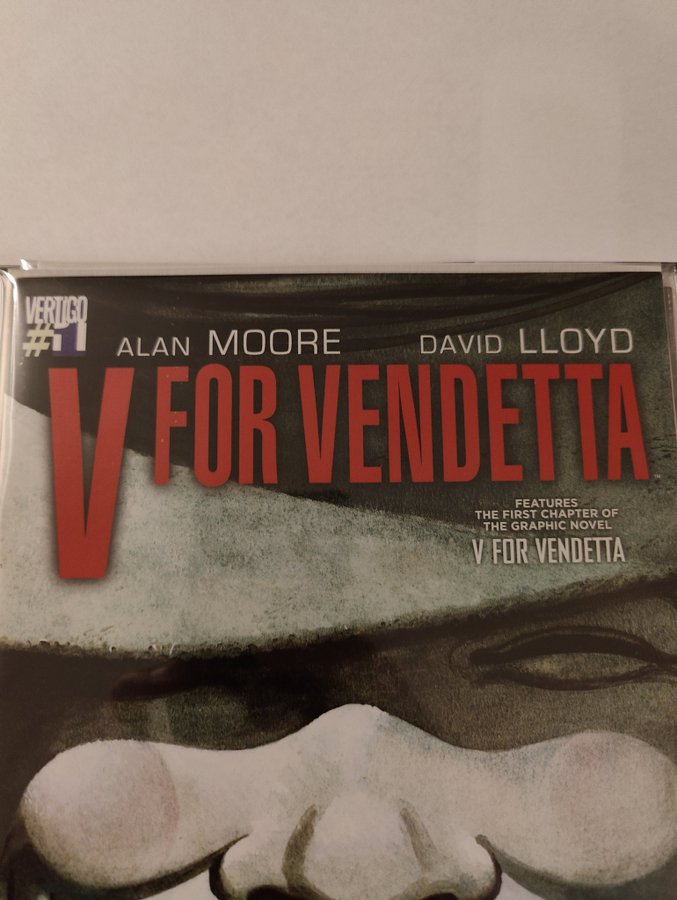 VERTIGO
#1
ALAN MOORE DAVID LLOYD
V FOR VENDETTA
FEATURES
THE FIRST CHAPTER OF
THE GRAPHIC NOVEL
V FOR VENDETTA